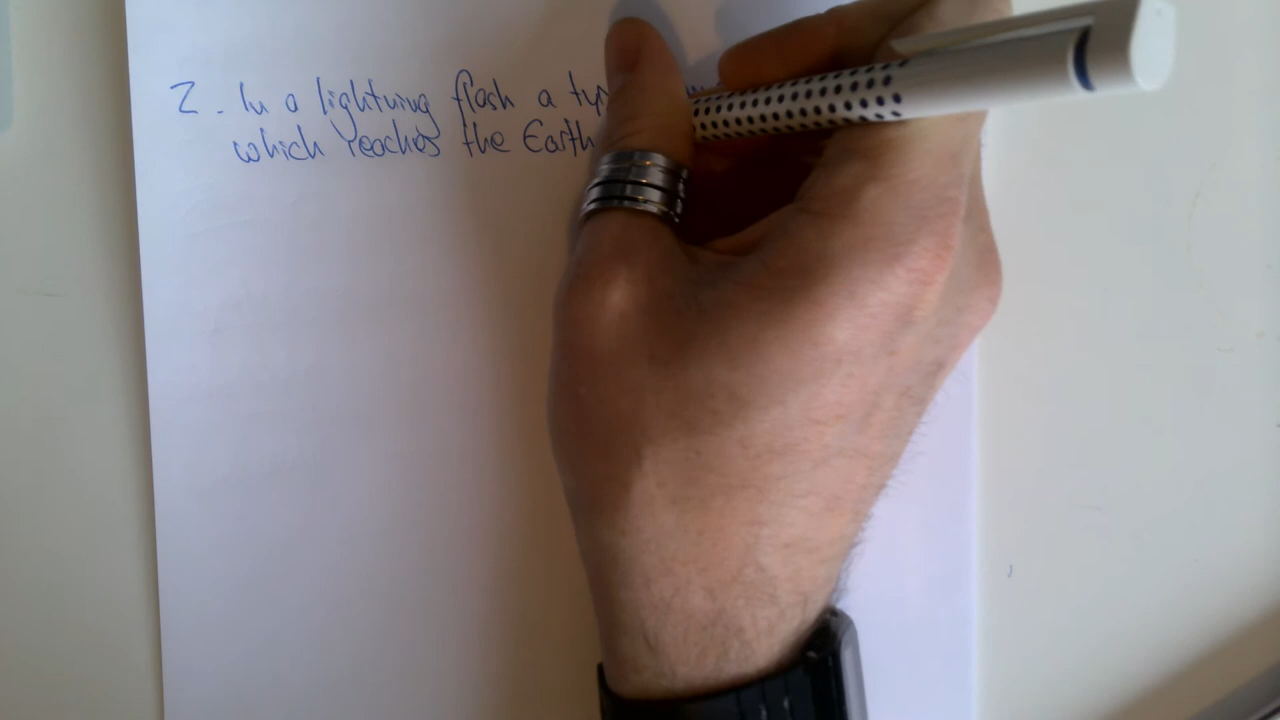 2. In a lightning flash a
which reaches the Earth